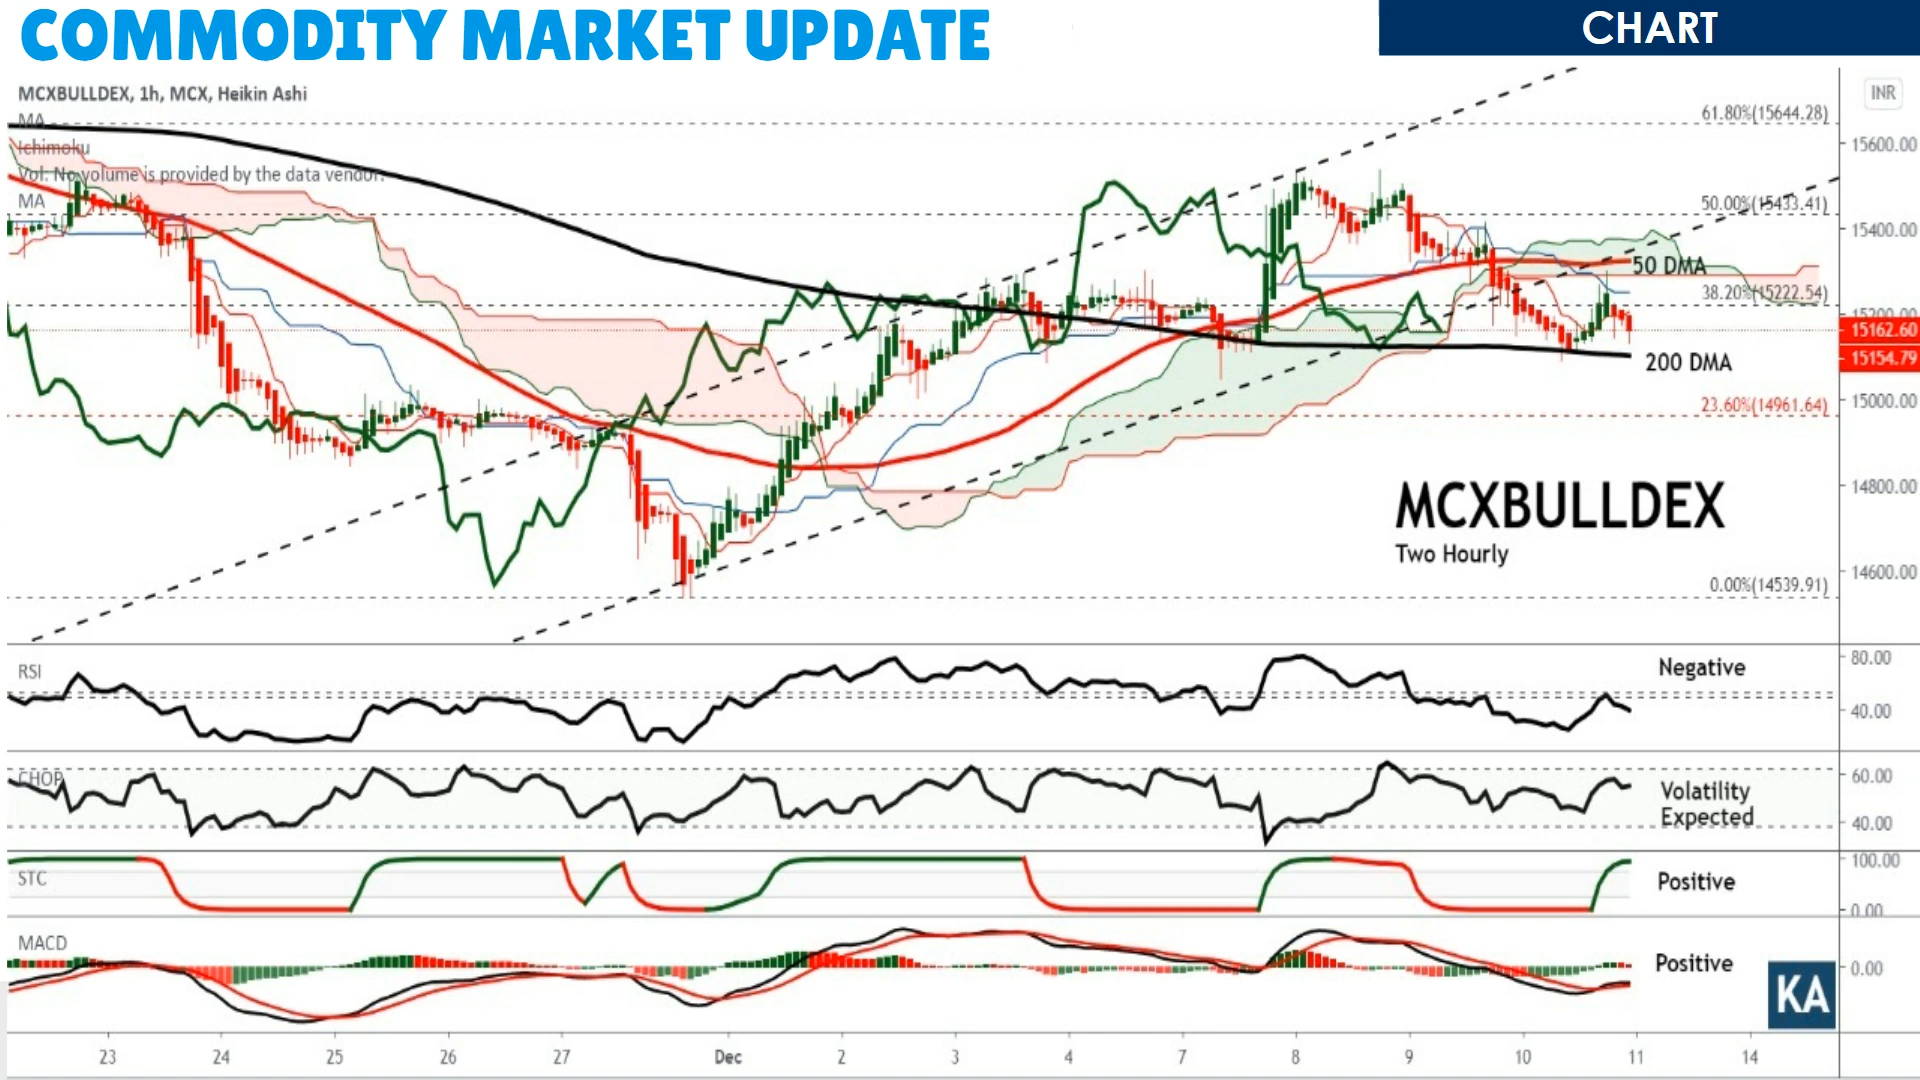 COMMODITY MARKET UPDATE
CHART
MCXBULLDEX, 1h, MCX, Heikin Ashi
INR
MA
Ichimoku
Vol: No volume is provided by the data vendor.
MA
61.80%(15644.28)
15600.00
50.00%(15433.41)
15400.00
50 DMA
38.20%(15222.54)
15200.00
15162.60
15154.79
200 DMA
23.60%(14961.64)
15000.00
14800.00
MCXBULLDEX
Two Hourly
14600.00
0.00%(14539.91)
RSI
Negative
80.00
40.00
CHOP
Volatility
Expected
60.00
40.00
STC
Positive
100.00
0.00
MACD
Positive
0.00
KA
23 24 25 26 27 Dec 2 3 4 7 8 9 10 11 14